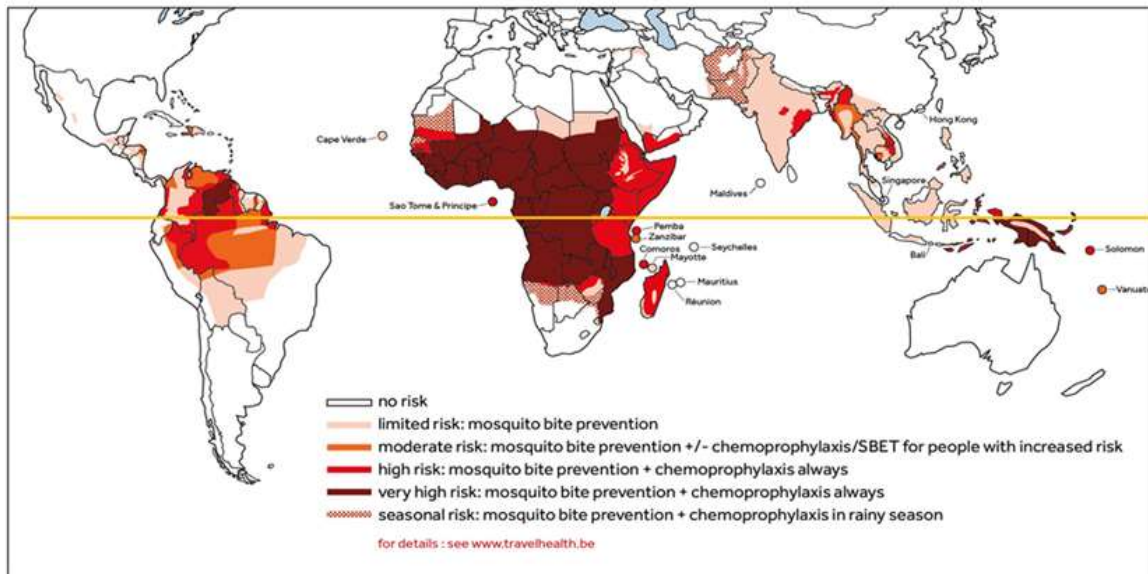 Cape Verde
Hong Kong
Maldives
Singapore
Sao Tome & Principe
Pemba
Zanzibar
Comoros
Mayotte
Seychelles
Bali
Solomon
Mauritius
Réunion
Vanuatu
no risk
limited risk: mosquito bite prevention
moderate risk: mosquito bite prevention +/- chemoprophylaxis/SBET for people with increased risk
high risk: mosquito bite prevention + chemoprophylaxis always
very high risk: mosquito bite prevention + chemoprophylaxis always
seasonal risk: mosquito bite prevention + chemoprophylaxis in rainy season
for details : see www.travelhealth.be